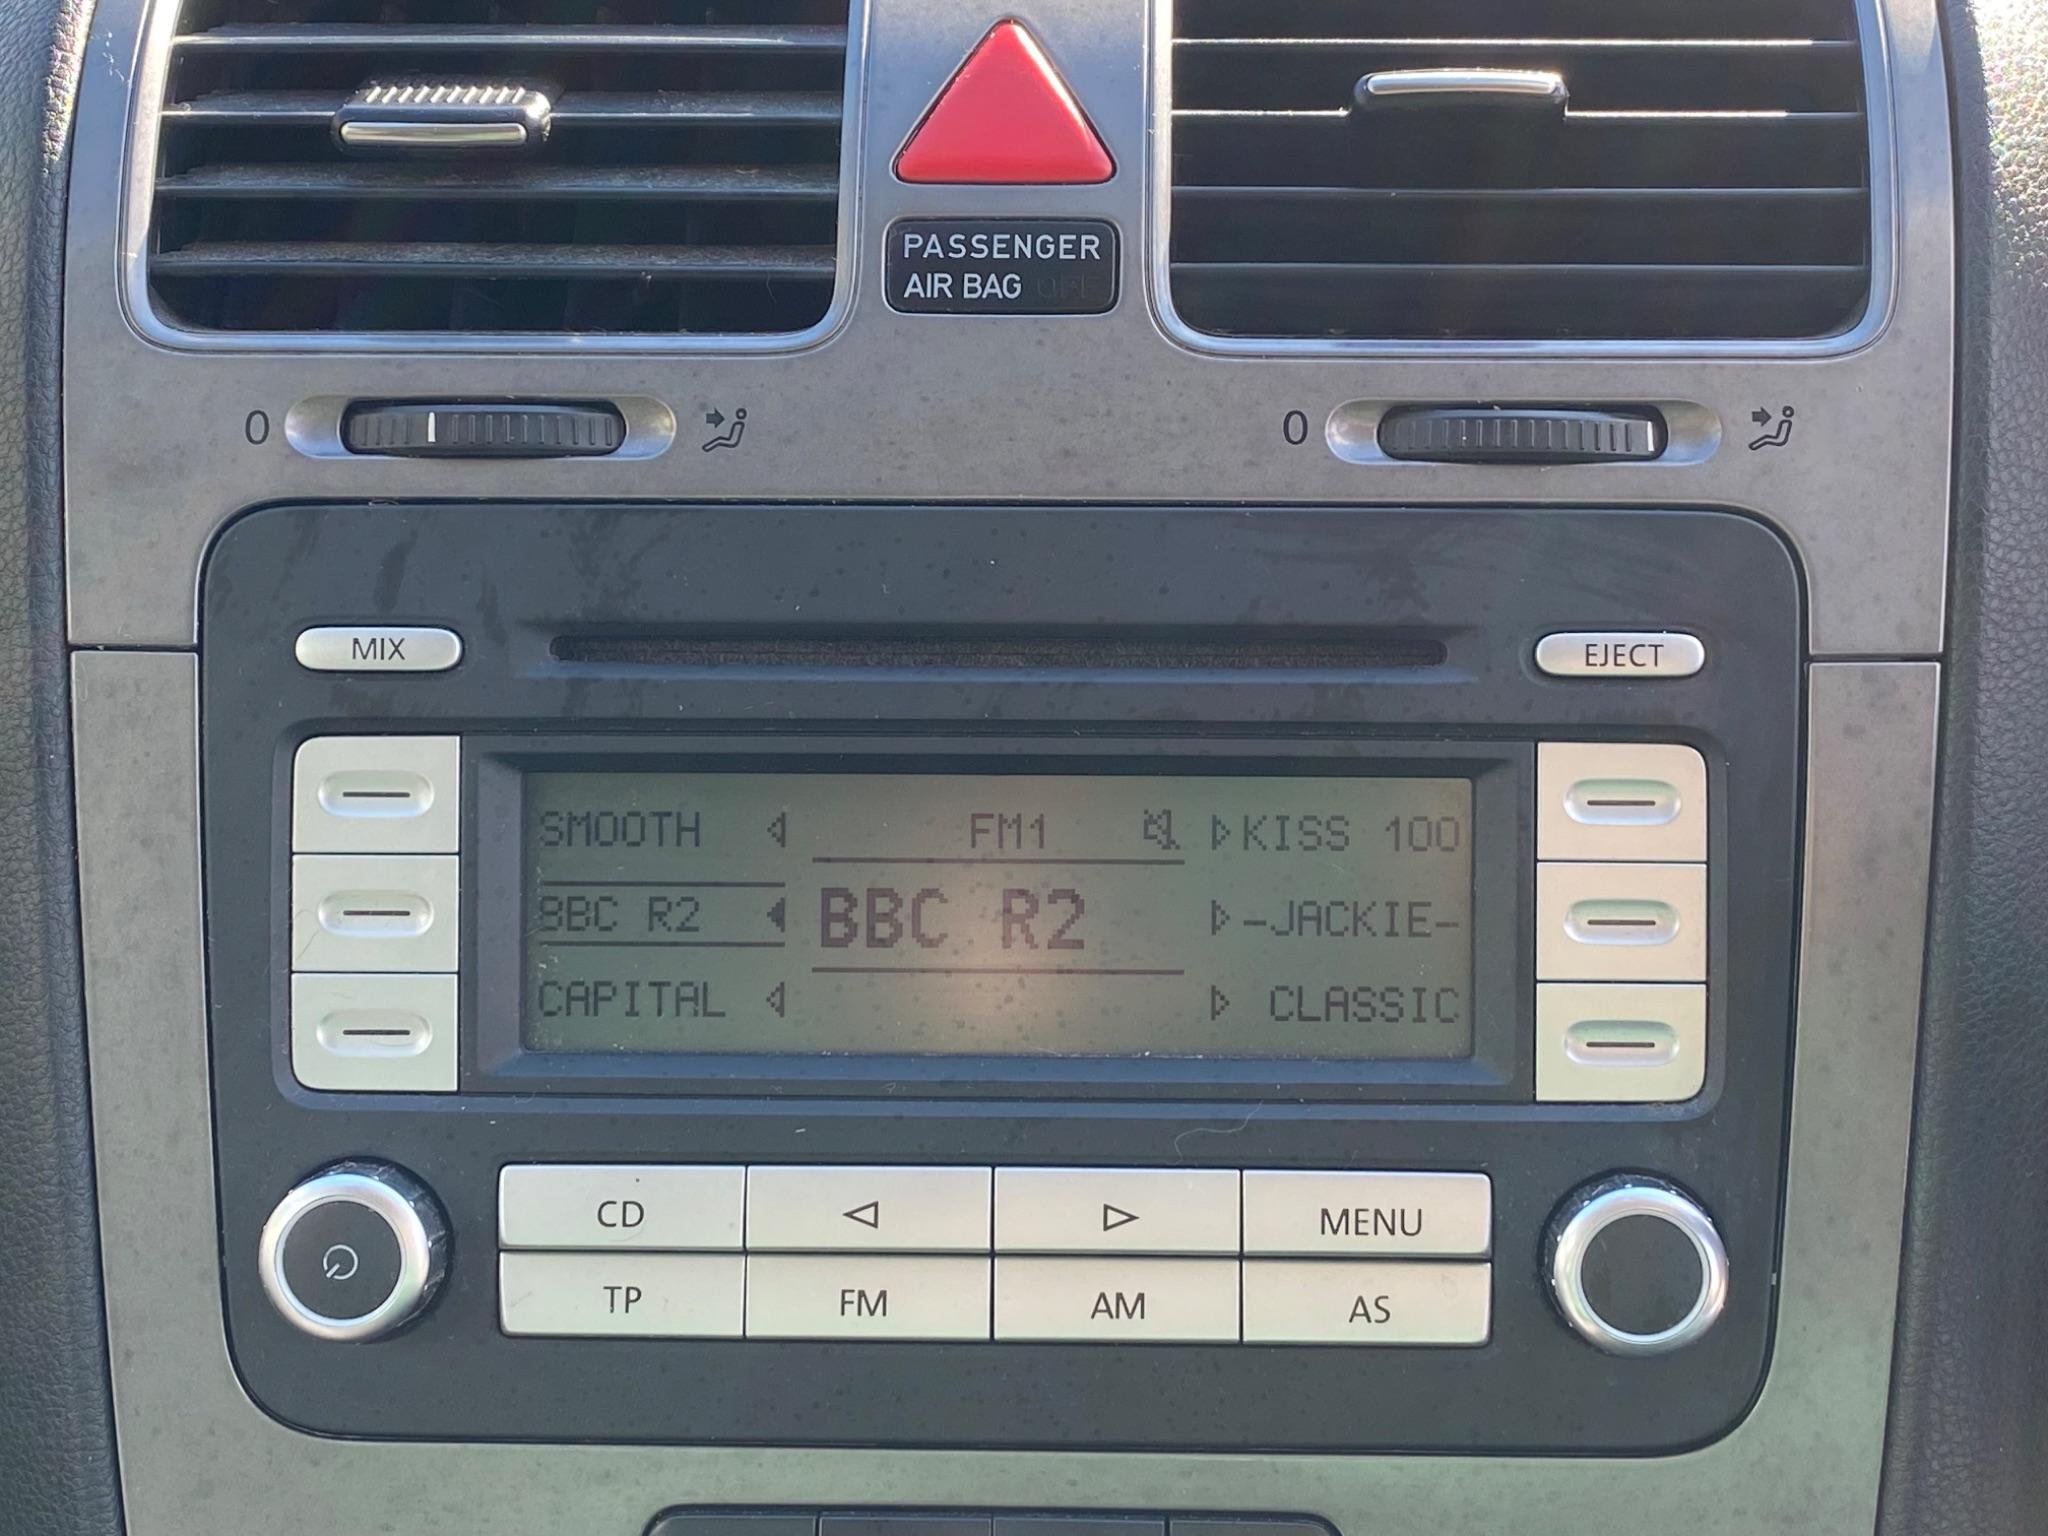 PASSENGER
AIR BAG OFF
0
0
MIX
EJECT
SMOOTH FM1 KISS 100
BBC R2 BBC R2 -JACKIE-
CAPITAL CLASSIC
CD MENU
TP FM AM AS